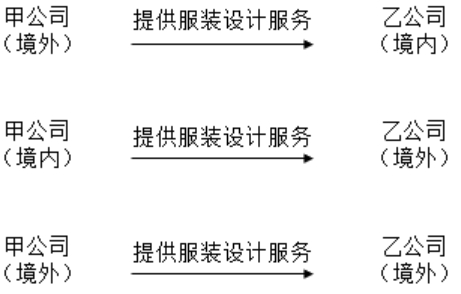 甲公司 提供服装设计服务 乙公司
（境外） （境内）
甲公司 提供服装设计服务 乙公司
（境内） （境外）
甲公司 提供服装设计服务 乙公司
（境外） （境外）